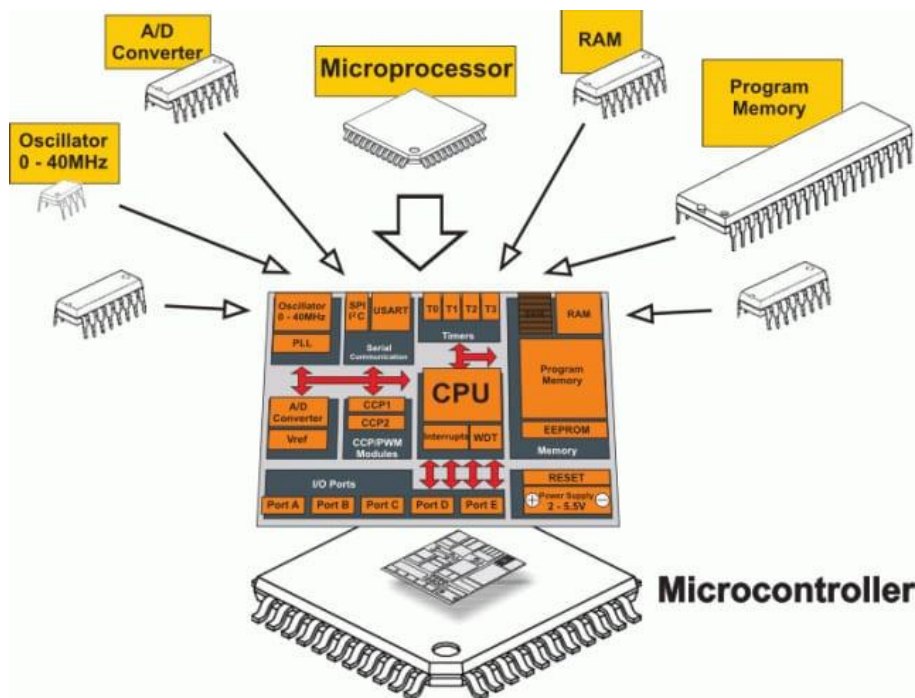 A/D
Converter
Microprocessor
RAM
Program
Memory
Oscillator
0 - 40MHz
Oscillator
0 - 40MHz
PLL
SPI
I²C
USART
Serial
Communication
T0
T1
T2
T3
Timers
RAM
Program
Memory
EEPROM
Memory
A/D
Converter
Vref
CCP1
CCP2
CCP/PWM
Modules
CPU
Interrupts
WDT
I/O Ports
Port A
Port B
Port C
Port D
Port E
RESET
Power Supply
2 - 5.5V
Microcontroller